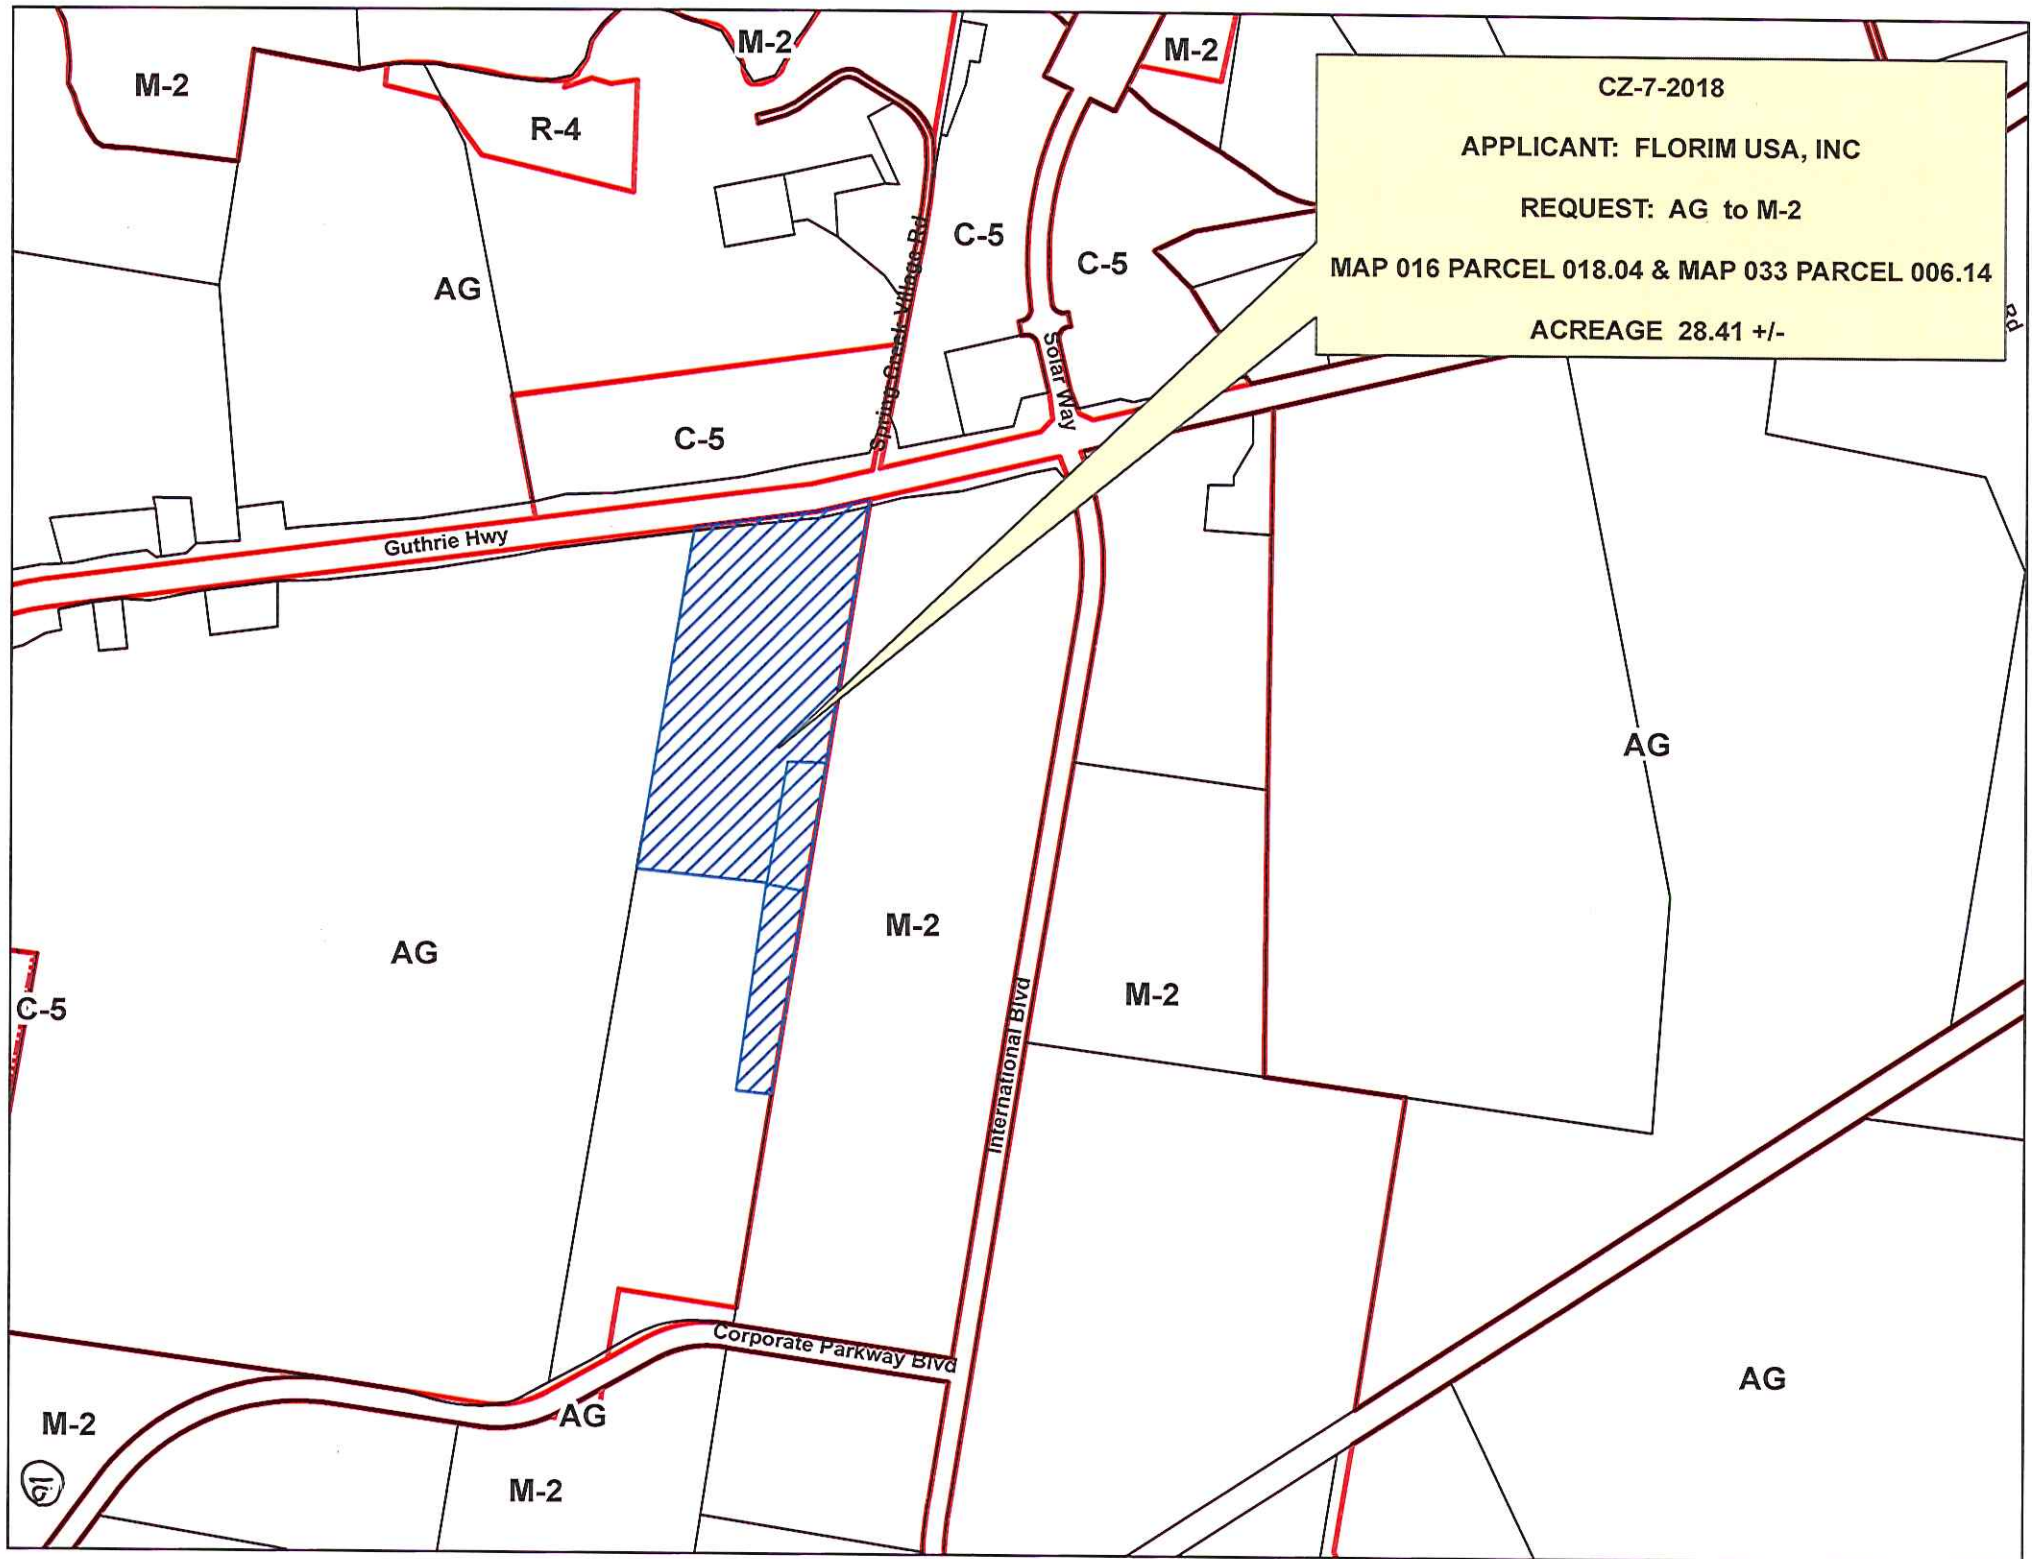 M-2
M-2
M-2
R-4
CZ-7-2018
APPLICANT: FLORIM USA, INC
REQUEST: AG to M-2
MAP 016 PARCEL 018.04 & MAP 033 PARCEL 006.14
ACREAGE 28.41 +/-
C-5
C-5
AG
Spring Creek Village Rd
Solar Way
Rd
C-5
Guthrie Hwy
AG
M-2
AG
M-2
C-5
International Blvd
Corporate Parkway Blvd
AG
AG
M-2
M-2